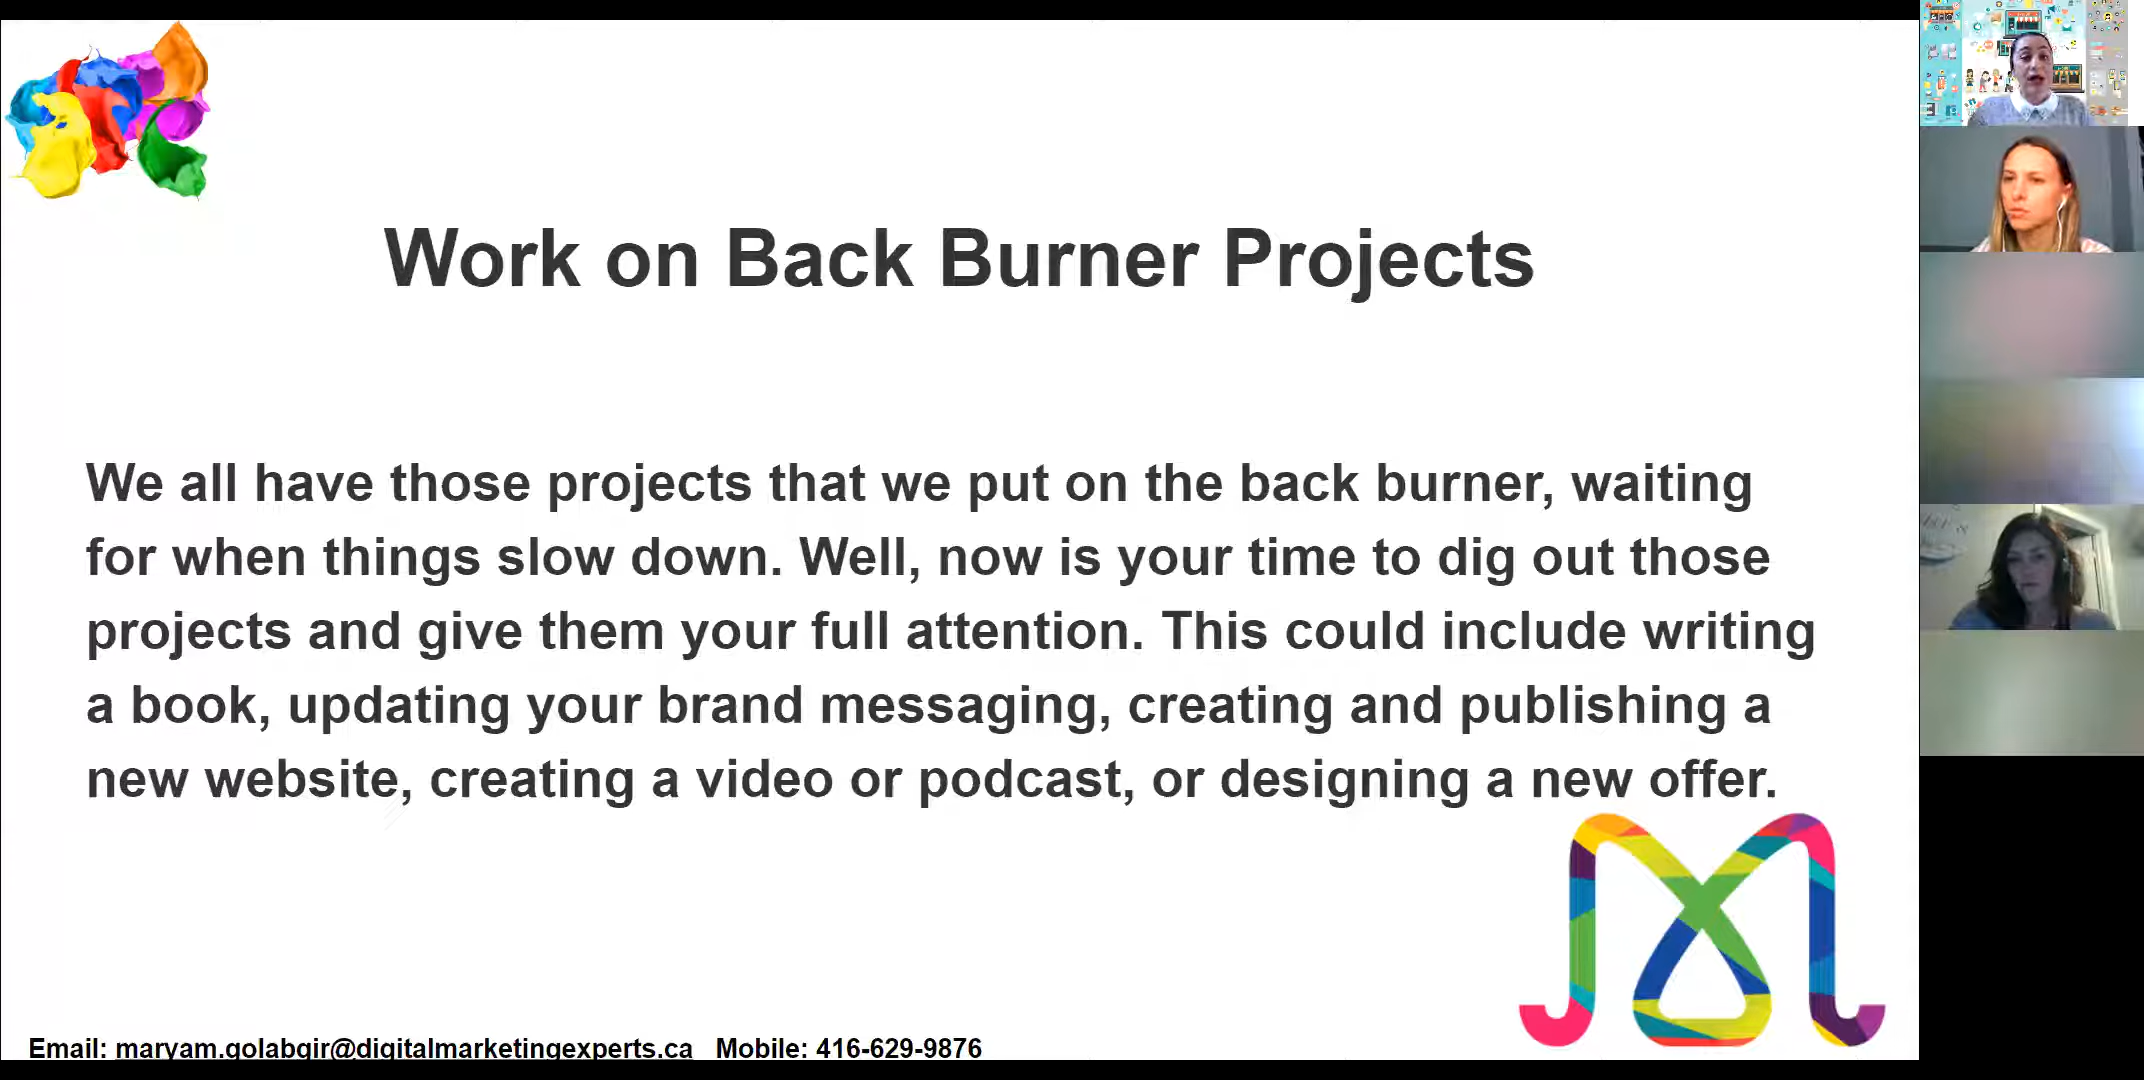 Work on Back Burner Projects
We all have those projects that we put on the back burner, waiting
for when things slow down. Well, now is your time to dig out those
projects and give them your full attention. This could include writing
a book, updating your brand messaging, creating and publishing a
new website, creating a video or podcast, or designing a new offer.
Email: maryam.golabgir@digitalmarketingexperts.ca Mobile: 416-629-9876